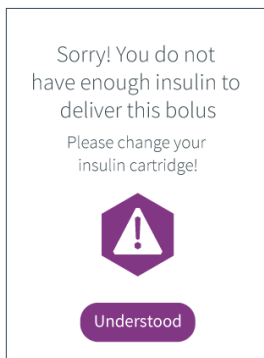 Sorry! You do not
have enough insulin to
deliver this bolus
Please change your
insulin cartridge!
Understood